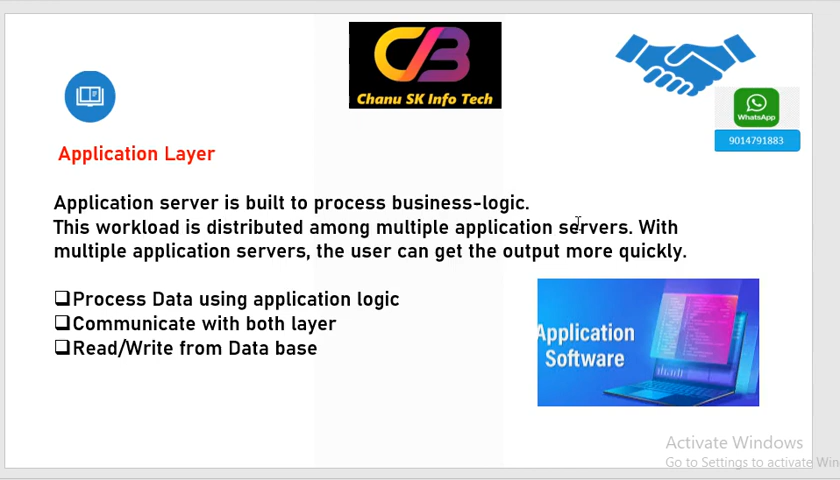 Chanu SK Info Tech
WhatsApp
9014791883
Application Layer
Application server is built to process business-logic.
This workload is distributed among multiple application servers. With
multiple application servers, the user can get the output more quickly.
❑Process Data using application logic
❑Communicate with both layer
❑Read/Write from Data base
Application
Software
Activate Windows
Go to Settings to activate Win